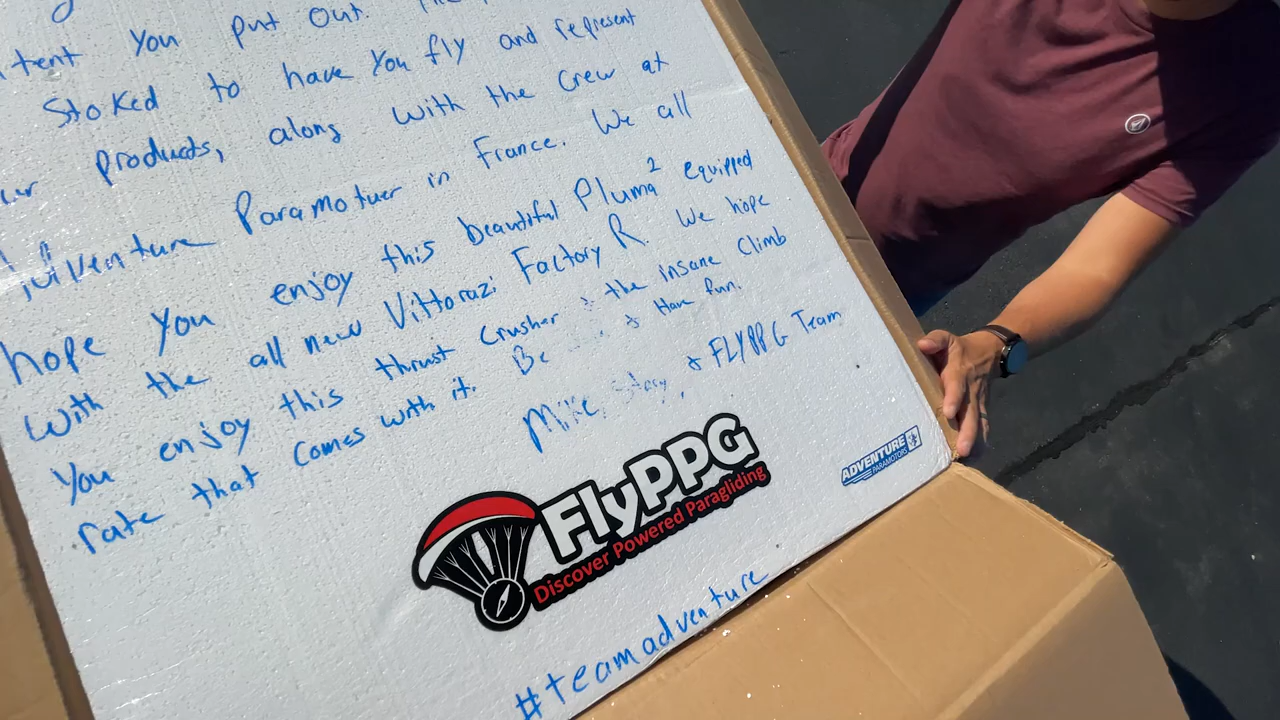 you put out.
Stoked to have you fly and represent
products, along with the crew at
Adventure Paramotuer in France. We all
hope you enjoy this beautiful Pluma² equipped
with the all new Vittorazi Factory R. We hope
you enjoy this thrust crusher & the insane climb
rate that comes with it. Be & Have fun.
Mike, & FLYPPG Team
FlyPPG
Discover Powered Paragliding
ADVENTURE
PARAMOTORS
#teamadventure